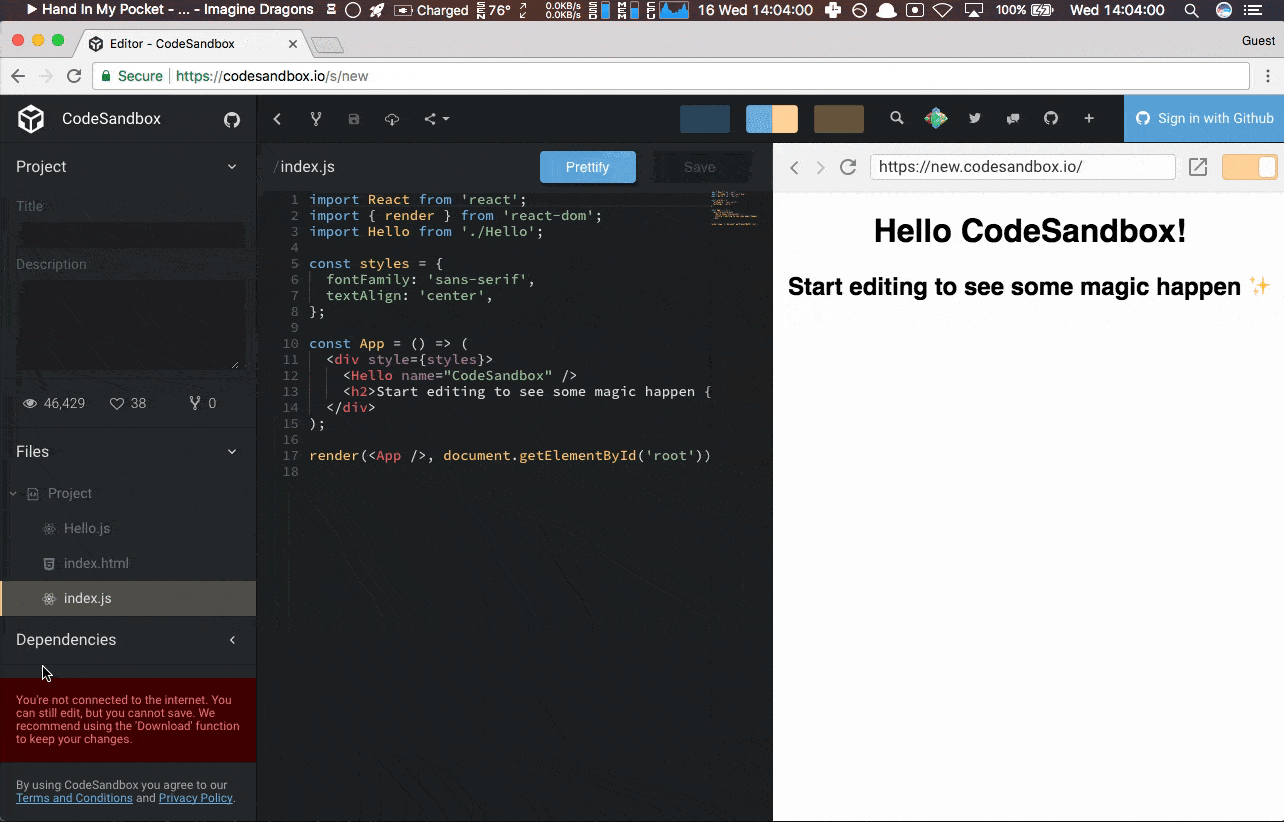 ▶ Hand In My Pocket - ... - Imagine Dragons Charged 76° 0.0KB/s 0.0KB/s 16 Wed 14:04:00 100% Wed 14:04:00
Editor - CodeSandbox
Guest
Secure https://codesandbox.io/s/new
CodeSandbox
Sign in with Github
Project
/index.js
Prettify
Save
https://new.codesandbox.io/
Title
Description
46,429 38 0
Files
Project
Hello.js
index.html
index.js
Dependencies
You're not connected to the internet. You
can still edit, but you cannot save. We
recommend using the 'Download' function
to keep your changes.
By using CodeSandbox you agree to our
Terms and Conditions and Privacy Policy.
1 import React from 'react';
2 import { render } from 'react-dom';
3 import Hello from './Hello';
4
5 const styles = {
6 fontFamily: 'sans-serif',
7 textAlign: 'center',
8 };
9
10 const App = () => (
11 <div style={styles}>
12 <Hello name="CodeSandbox" />
13 <h2>Start editing to see some magic happen {
14 </div>
15 );
16
17 render(<App />, document.getElementById('root'))
18
Hello CodeSandbox!
Start editing to see some magic happen ✨